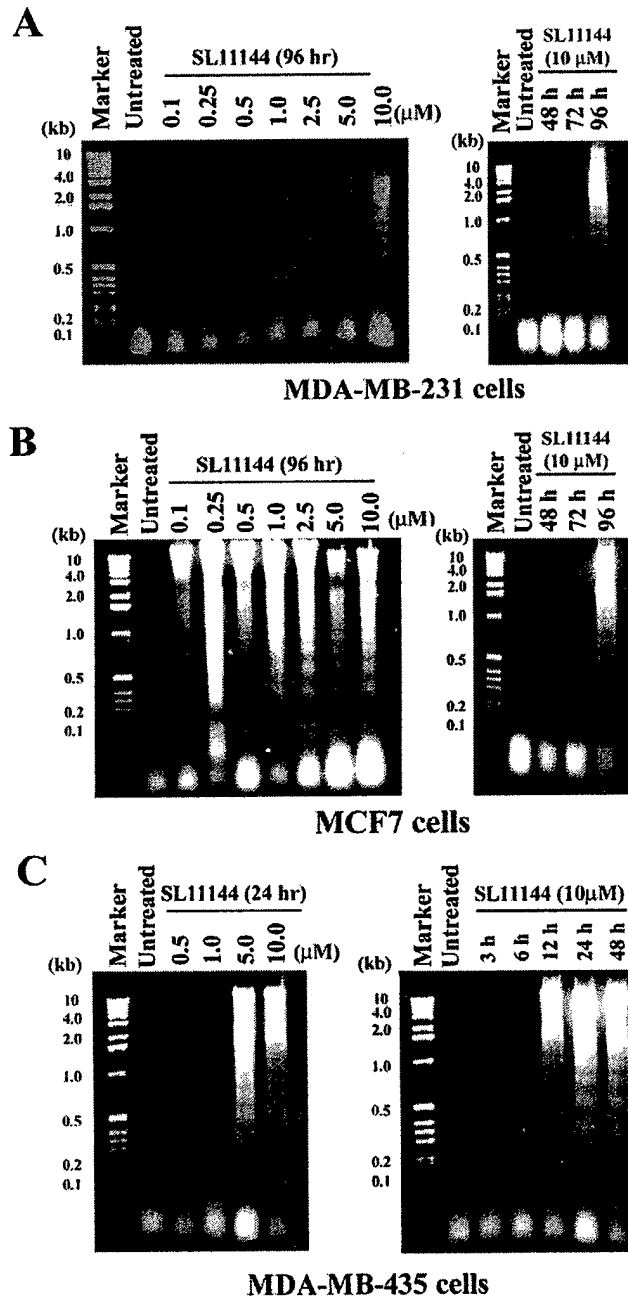 A
SL11144 (96 hr)
Marker
Untreated
0.1
0.25
0.5
1.0
2.5
5.0
10.0
(μM)
(kb)
10
4.0
2.0
1.0
0.5
0.2
0.1
SL11144
(10 μM)
Marker
Untreated
48 h
72 h
96 h
(kb)
10
4.0
2.0
1.0
0.5
0.2
0.1
MDA-MB-231 cells
B
SL11144 (96 hr)
Marker
Untreated
0.1
0.25
0.5
1.0
2.5
5.0
10.0
(μM)
(kb)
10
4.0
2.0
1.0
0.5
0.2
0.1
SL11144
(10 μM)
Marker
Untreated
48 h
72 h
96 h
(kb)
10
4.0
2.0
1.0
0.5
0.2
0.1
MCF7 cells
C
SL11144 (24 hr)
Marker
Untreated
0.5
1.0
5.0
10.0
(μM)
(kb)
10
4.0
2.0
1.0
0.5
0.2
0.1
SL11144 (10μM)
Marker
Untreated
3 h
6 h
12 h
24 h
48 h
(kb)
10
4.0
2.0
1.0
0.5
0.2
0.1
MDA-MB-435 cells